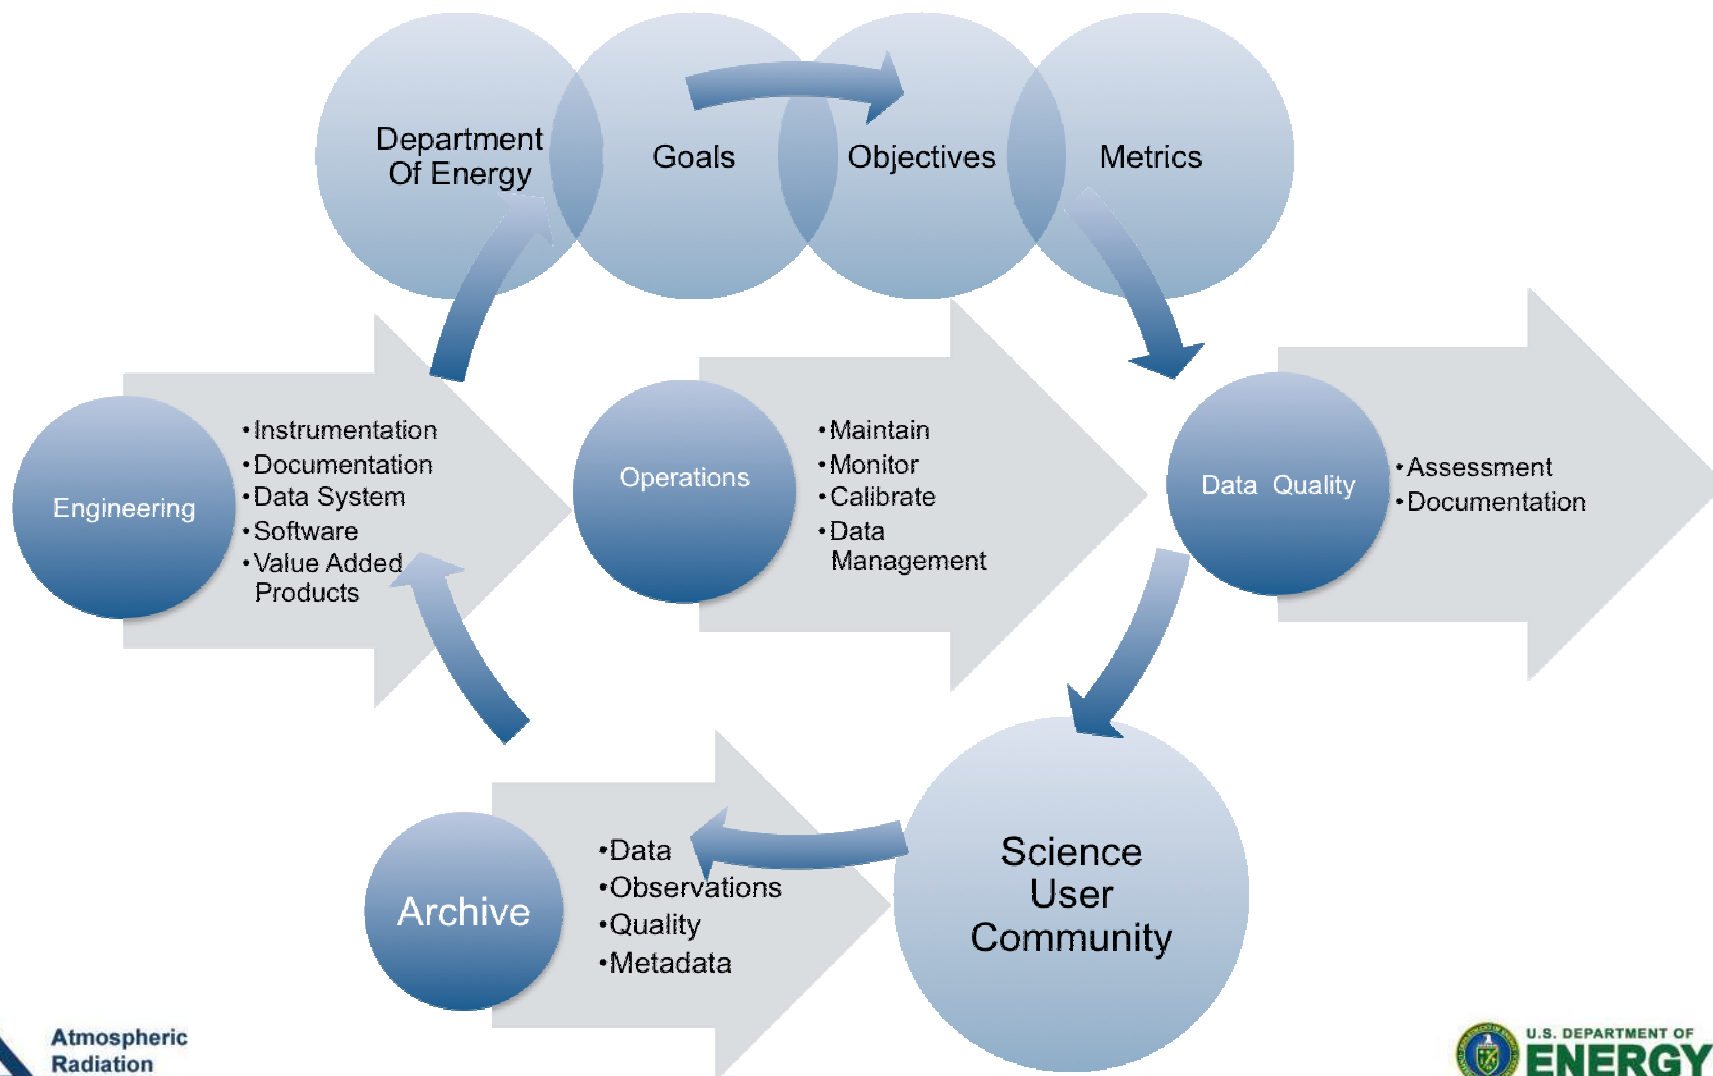 Department
Of Energy
Goals
Objectives
Metrics
Engineering
•Instrumentation
•Documentation
•Data System
•Software
•Value Added
Products
Operations
•Maintain
•Monitor
•Calibrate
•Data
Management
Data Quality
•Assessment
•Documentation
Archive
•Data
•Observations
•Quality
•Metadata
Science
User
Community
Atmospheric
Radiation
U.S. DEPARTMENT OF
ENERGY